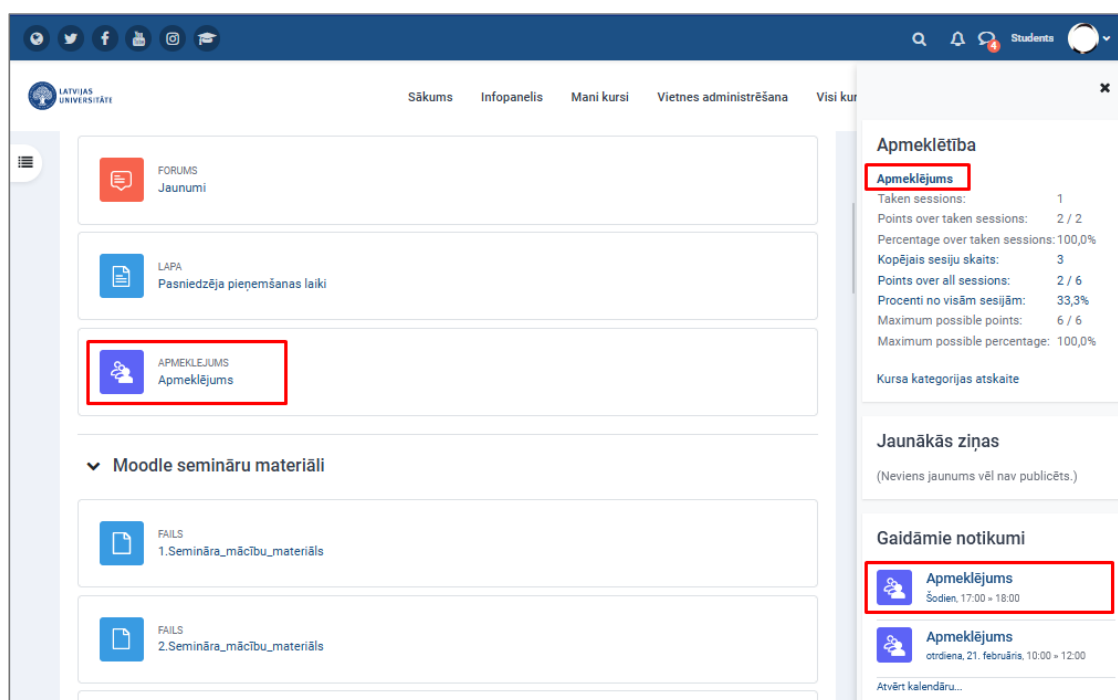 4
Students
LATVIJAS
UNIVERSITĀTE
Sākums
Infopanelis
Mani kursi
Vietnes administrēšana
Visi kur
FORUMS
Jaunumi
LAPA
Pasniedzēja pieņemšanas laiki
APMEKLEJUMS
Apmeklējums
Moodle semināru materiāli
FAILS
1.Semināra_mācību_materiāls
FAILS
2.Semināra_mācību_materiāls
Apmeklētība
Apmeklējums
Taken sessions: 1
Points over taken sessions: 2 / 2
Percentage over taken sessions: 100,0%
Kopējais sesiju skaits: 3
Points over all sessions: 2 / 6
Procenti no visām sesijām: 33,3%
Maximum possible points: 6 / 6
Maximum possible percentage: 100,0%
Kursa kategorijas atskaite
Jaunākās ziņas
(Neviens jaunums vēl nav publicēts.)
Gaidāmie notikumi
Apmeklējums
Šodien, 17:00 » 18:00
Apmeklējums
otrdiena, 21. februāris, 10:00 » 12:00
Atvērt kalendāru...